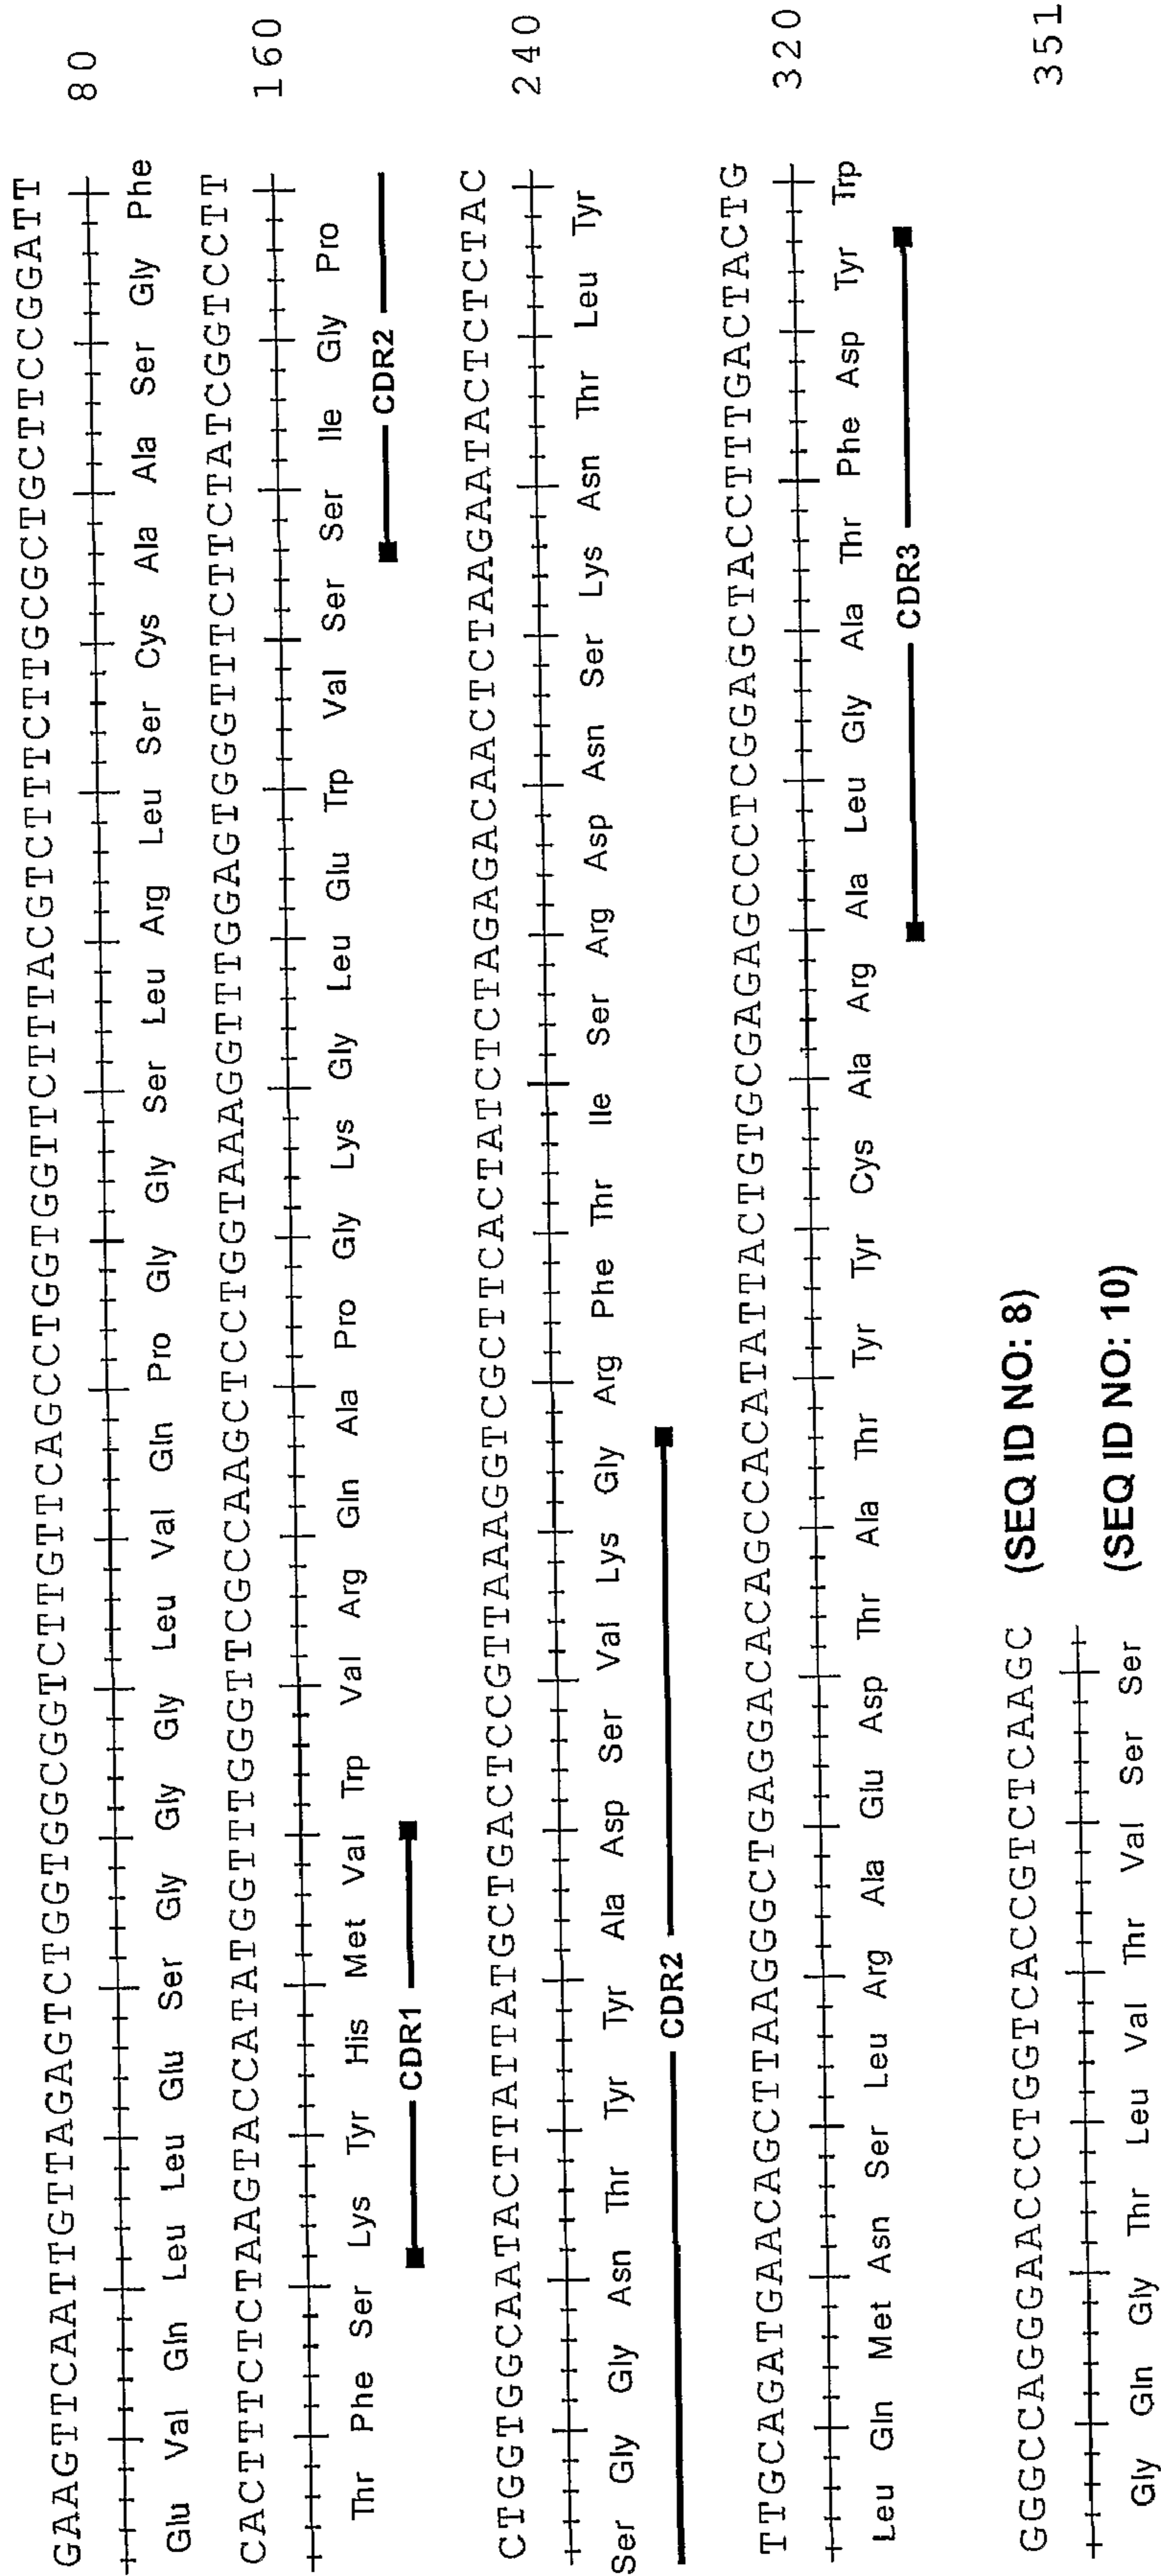 GAAGTTCAATTGTTAGAGTCTGGTGGCGGTCTTGTTCAGCCTGGTGGTTCTTTACGTCTTTCTTGCGCTGCTTCCGGATT
80
Glu Val Gln Leu Leu Glu Ser Gly Gly Gly Leu Val Gln Pro Gly Gly Ser Leu Arg Leu Ser Cys Ala Ala Ser Gly Phe
CACTTTCTCTAAGTACCATATGGTTTGGGTTCGCCAAGCTCCTGGTAAAGGTTTGGAGTGGGTTTCTTCTATCGGTCCTT
160
Thr Phe Ser Lys Tyr His Met Val Trp Val Arg Gln Ala Pro Gly Lys Gly Leu Glu Trp Val Ser Ser Ile Gly Pro
CDR1 CDR2
CTGGTGGCAATACTTATTATGCTGACTCCGTTAAAGGTCGCTTCACTATCTCTAGAGACAACTCTAAGAATACTCTCTAC
240
Ser Gly Gly Asn Thr Tyr Tyr Ala Asp Ser Val Lys Gly Arg Phe Thr Ile Ser Arg Asp Asn Ser Lys Asn Thr Leu Tyr
CDR2
TTGCAGATGAACAGCTTAAGGGCTGAGGACACAGCCACATATTACTGTGCGAGAGCCCTCGGAGCTACCTTTGACTACTG
320
Leu Gln Met Asn Ser Leu Arg Ala Glu Asp Thr Ala Thr Tyr Tyr Cys Ala Arg Ala Leu Gly Ala Thr Phe Asp Tyr Trp
CDR3
GGGCCAGGGAACCCTGGTCACCGTCTCAAGC (SEQ ID NO: 8)
351
Gly Gln Gly Thr Leu Val Thr Val Ser Ser (SEQ ID NO: 10)